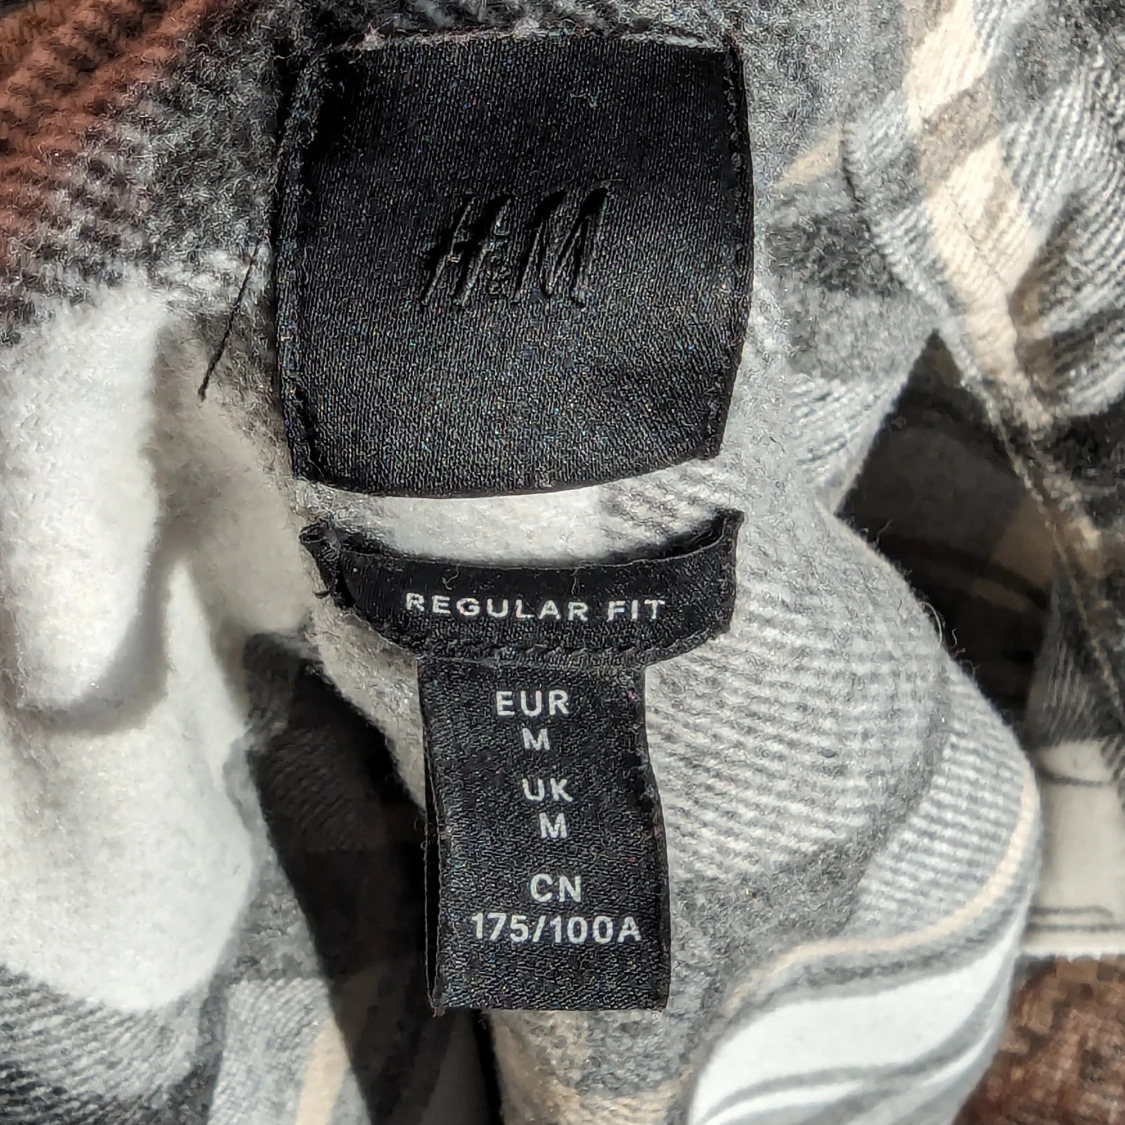 H&M
REGULAR FIT
EUR
M
UK
M
CN
175/100A